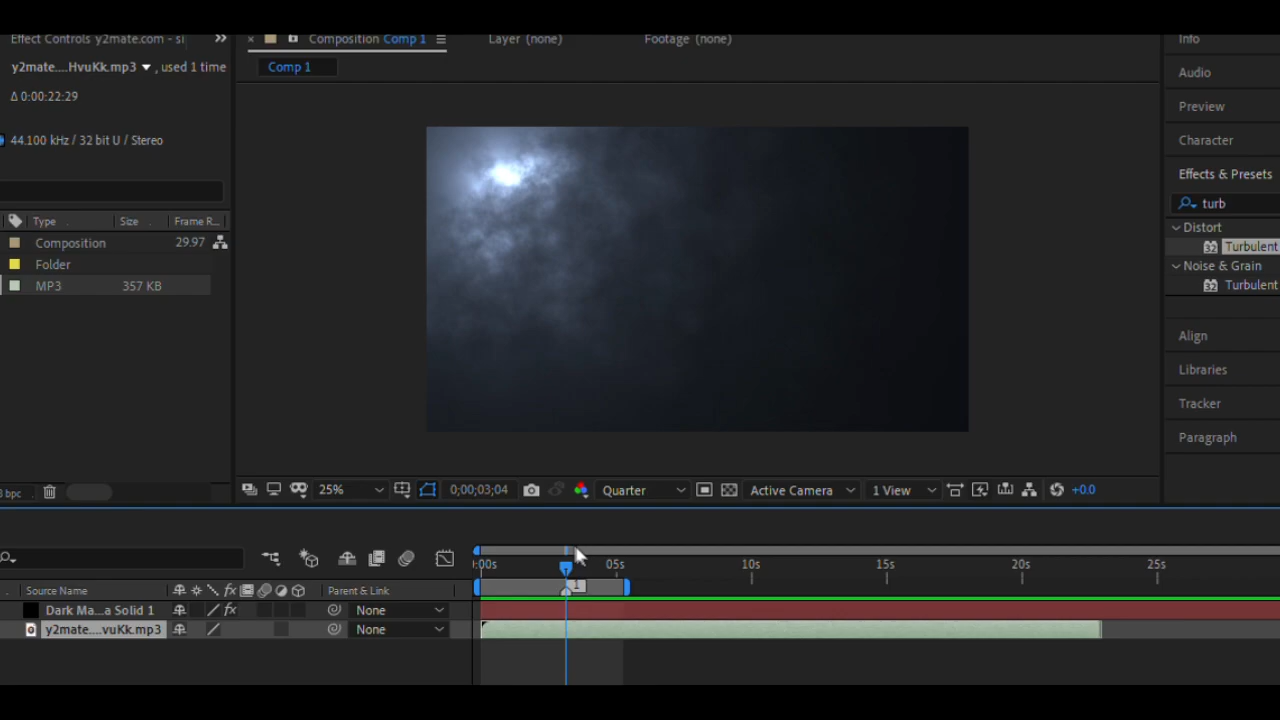 Effect Controls y2mate.com - si
Composition Comp 1
Layer (none)
Footage (none)
Info
y2mate....HvuKk.mp3 , used 1 time
Comp 1
Audio
Δ 0:00:22:29
Preview
44.100 kHz / 32 bit U / Stereo
Character
Effects & Presets
turb
Type Size Frame R...
Distort
Composition 29.97
Turbulent
Folder
Noise & Grain
MP3 357 KB
Turbulent
Align
Libraries
Tracker
Paragraph
bpc
25%
0;00;03;04
Quarter
Active Camera
1 View
+0.0
:00s 05s 10s 15s 20s 25s
Source Name
fx
Parent & Link
1
Dark Ma...a Solid 1
fx
None
y2mate....vuKk.mp3
None